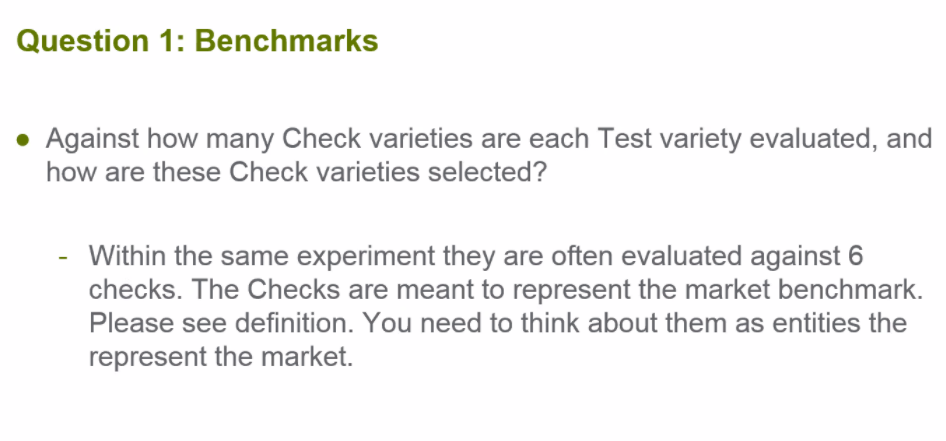 Question 1: Benchmarks
● Against how many Check varieties are each Test variety evaluated, and
how are these Check varieties selected?
- Within the same experiment they are often evaluated against 6
checks. The Checks are meant to represent the market benchmark.
Please see definition. You need to think about them as entities the
represent the market.